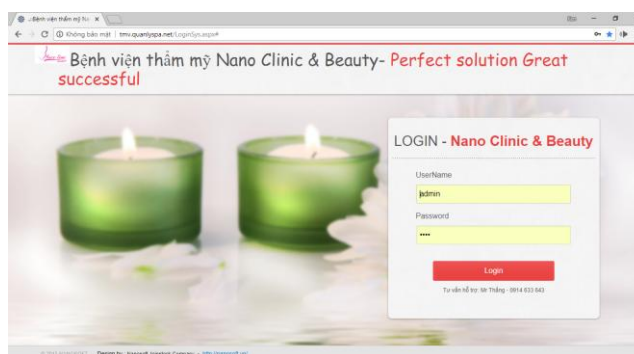 Bệnh viện thẩm mỹ
Không bảo mật | tmv.quanlyspa.net/LoginSys.aspx#
Bệnh viện thẩm mỹ Nano Clinic & Beauty- Perfect solution Great
successful
LOGIN - Nano Clinic & Beauty
UserName
admin
Password
••••
Login
Tư vấn hỗ trợ: Mr Thắng - 0914 833 843
Design by